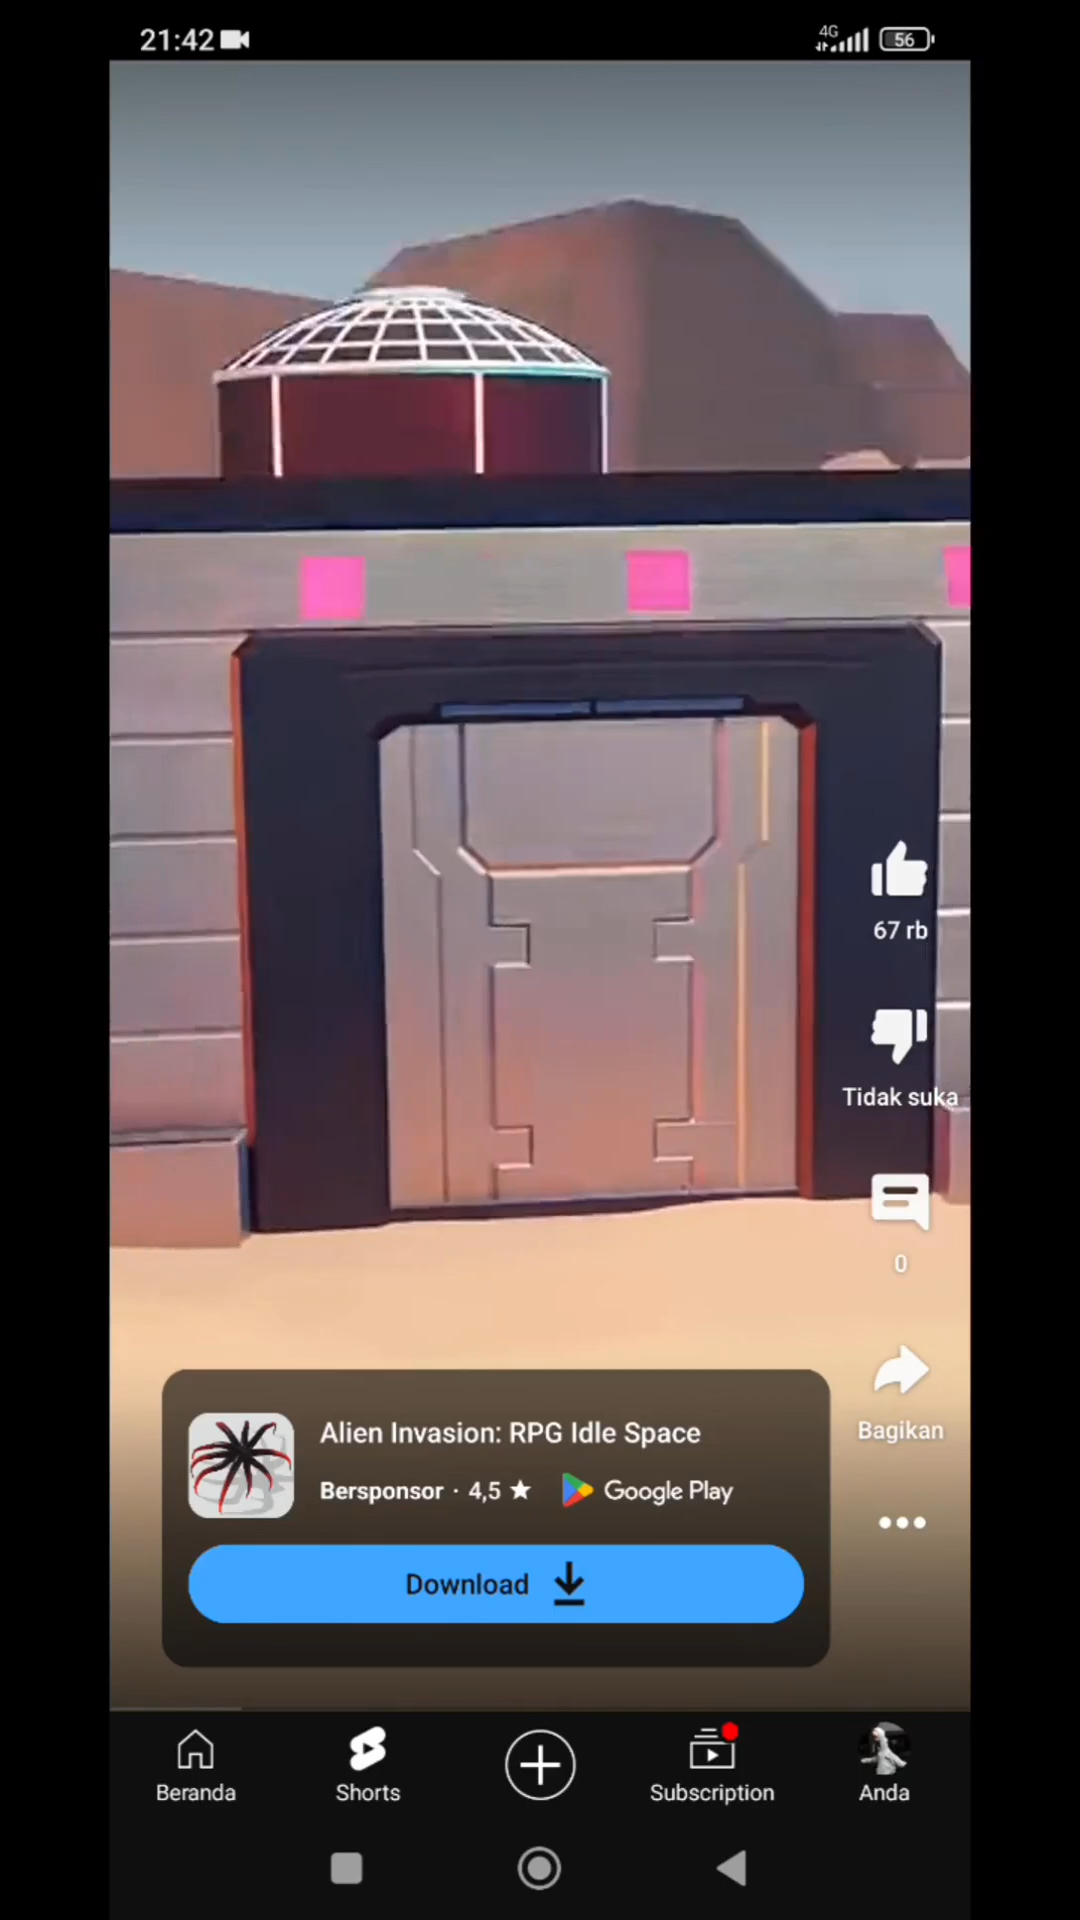 21:42
4G
56
67 rb
Tidak suka
0
Bagikan
Alien Invasion: RPG Idle Space
Bersponsor · 4,5 ★ Google Play
Download
Beranda
Shorts
Subscription
Anda